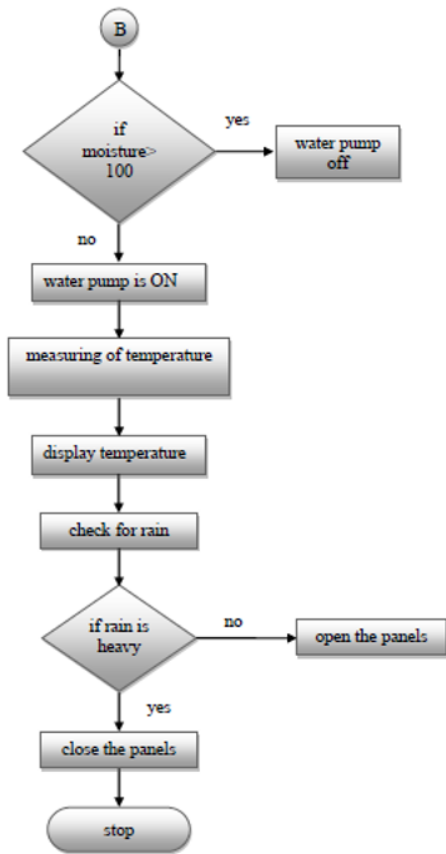 B
if
moisture>
100
yes
water pump
off
no
water pump is ON
measuring of temperature
display temperature
check for rain
if rain is
heavy
no
open the panels
yes
close the panels
stop